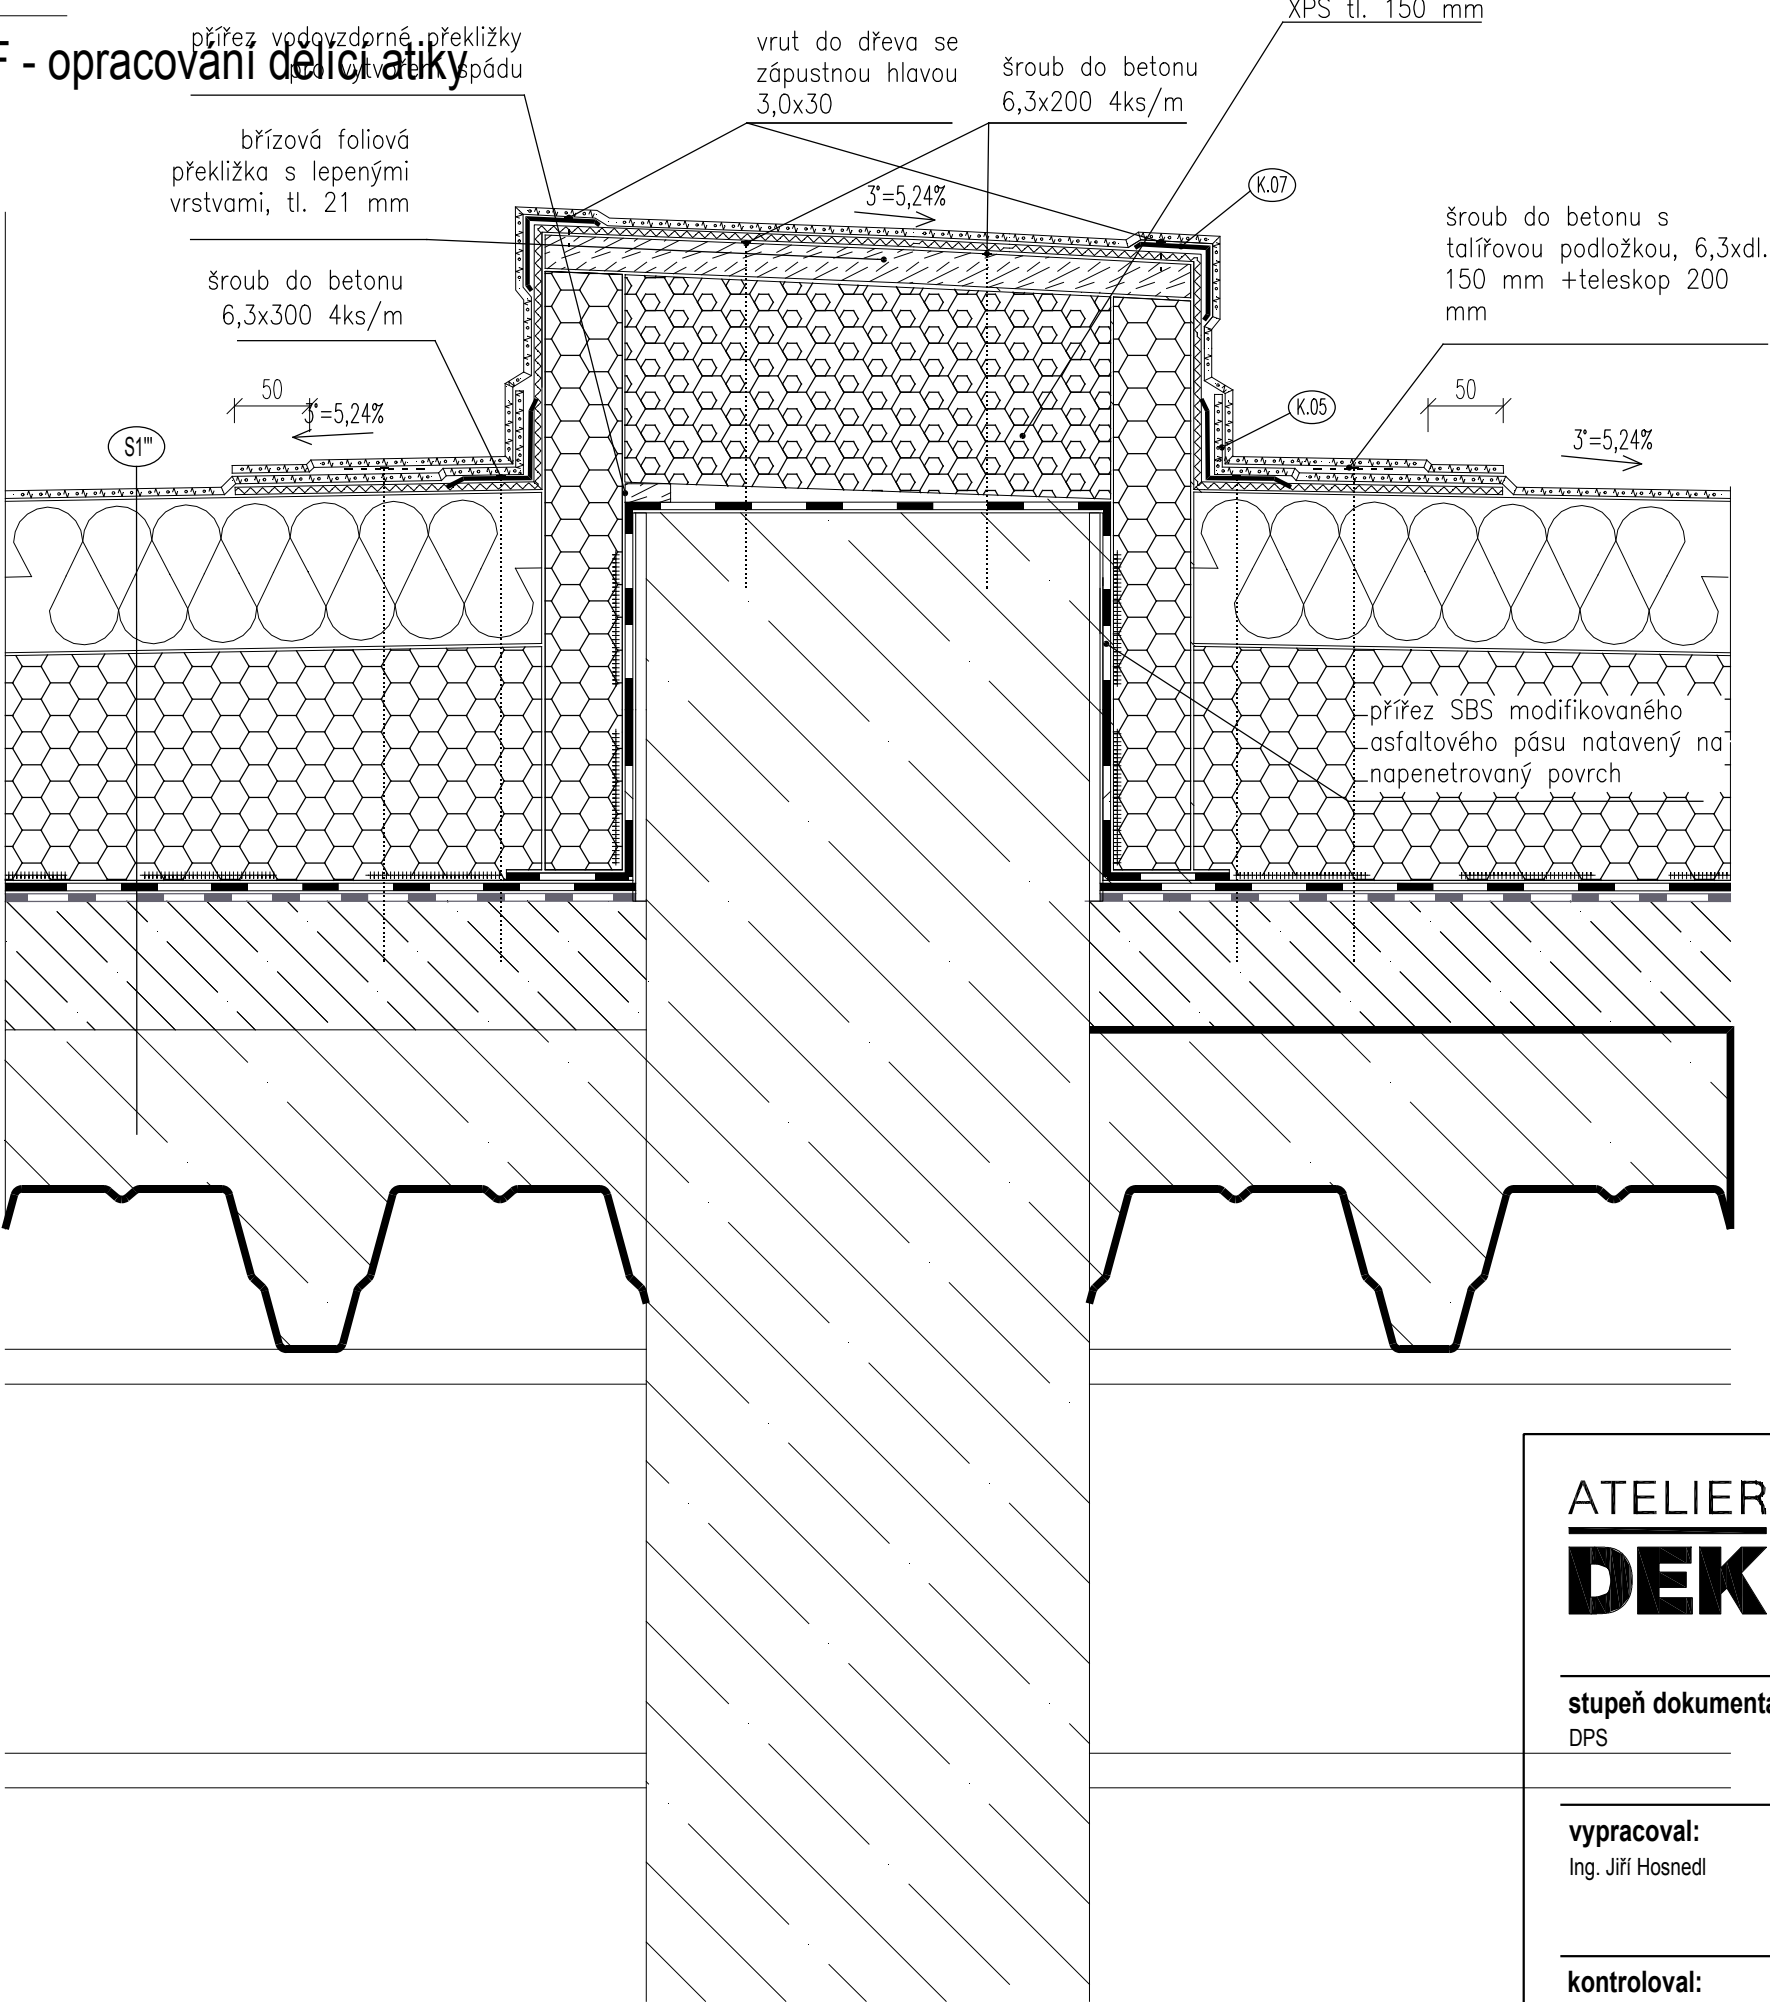 F - opracování dělící atiky
přířez vodovzdorné překližky
pro vytvoření spádu
břízová foliová
překližka s lepenými
vrstvami, tl. 21 mm
šroub do betonu
6,3x300 4ks/m
vrut do dřeva se
zápustnou hlavou
3,0x30
šroub do betonu
6,3x200 4ks/m
XPS tl. 150 mm
3°=5,24%
K.07
šroub do betonu s
talířovou podložkou, 6,3xdl.
150 mm +teleskop 200
mm
50
3°=5,24%
S1'''
K.05
50
3°=5,24%
přířez SBS modifikovaného
asfaltového pásu natavený na
napenetrovaný povrch
ATELIER
DEK
stupeň dokumenta
DPS
vypracoval:
Ing. Jiří Hosnedl
kontroloval: